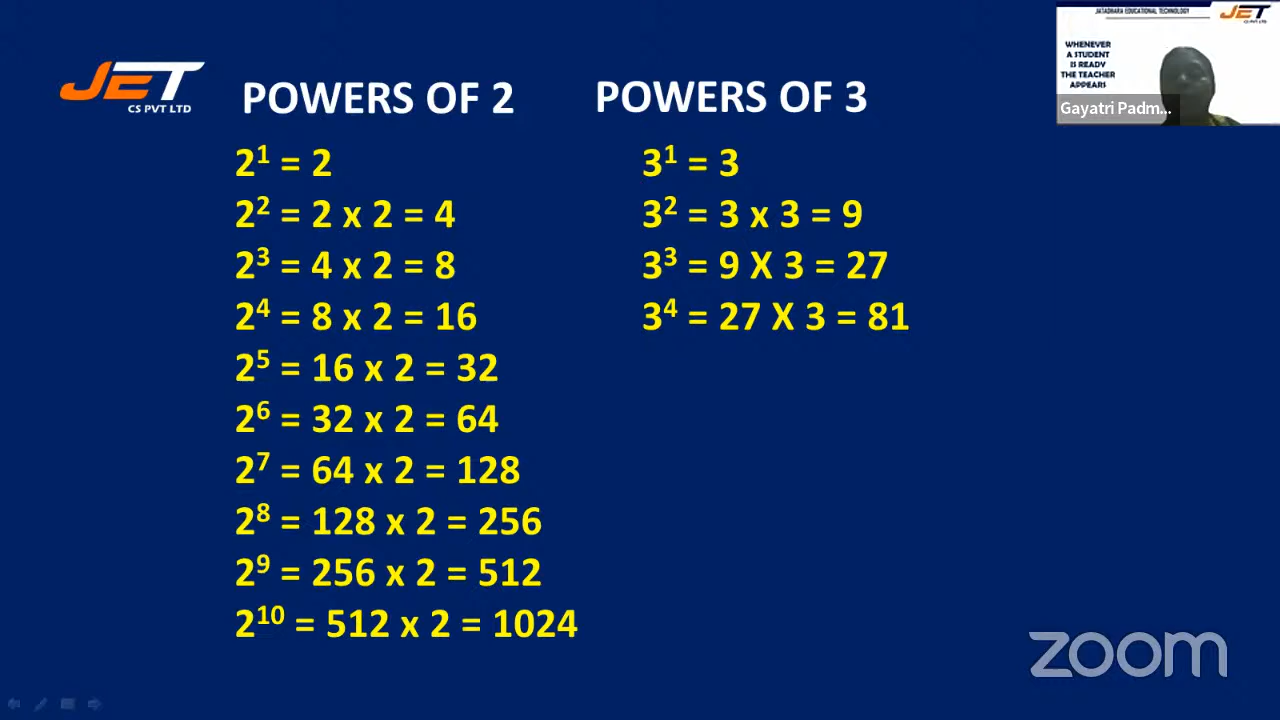 JET
CS PVT LTD
POWERS OF 2
2¹ = 2
2² = 2 x 2 = 4
2³ = 4 x 2 = 8
2⁴ = 8 x 2 = 16
2⁵ = 16 x 2 = 32
2⁶ = 32 x 2 = 64
2⁷ = 64 x 2 = 128
2⁸ = 128 x 2 = 256
2⁹ = 256 x 2 = 512
2¹⁰ = 512 x 2 = 1024
POWERS OF 3
3¹ = 3
3² = 3 x 3 = 9
3³ = 9 X 3 = 27
3⁴ = 27 X 3 = 81
JATADHARA EDUCATIONAL TECHNOLOGY
JET
CS PVT LTD
WHENEVER
A STUDENT
IS READY
THE TEACHER
APPEARS
Gayatri Padm...
zoom